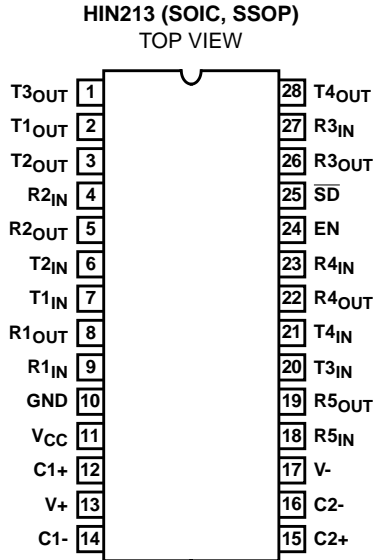 HIN213 (SOIC, SSOP)
TOP VIEW
T3OUT 1
T1OUT 2
T2OUT 3
R2IN 4
R2OUT 5
T2IN 6
T1IN 7
R1OUT 8
R1IN 9
GND 10
VCC 11
C1+ 12
V+ 13
C1- 14
28 T4OUT
27 R3IN
26 R3OUT
25 S̅D̅
24 EN
23 R4IN
22 R4OUT
21 T4IN
20 T3IN
19 R5OUT
18 R5IN
17 V-
16 C2-
15 C2+